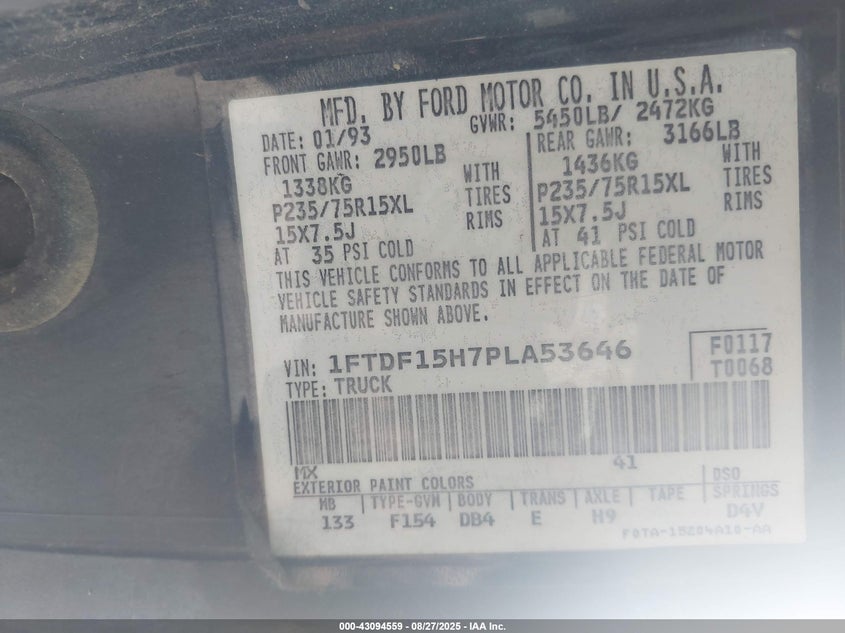 MFD. BY FORD MOTOR CO. IN U.S.A.
DATE: 01/93 GVWR: 5450LB/ 2472KG
FRONT GAWR: 2950LB REAR GAWR: 3166LB
1338KG WITH 1436KG WITH
P235/75R15XL TIRES P235/75R15XL TIRES
15X7.5J RIMS 15X7.5J RIMS
AT 35 PSI COLD AT 41 PSI COLD
THIS VEHICLE CONFORMS TO ALL APPLICABLE FEDERAL MOTOR
VEHICLE SAFETY STANDARDS IN EFFECT ON THE DATE OF
MANUFACTURE SHOWN ABOVE.
VIN: 1FTDF15H7PLA53646 F0117
TYPE: TRUCK T0068
MX 41
EXTERIOR PAINT COLORS DSO
WB TYPE-GVW BODY TRANS AXLE TAPE SPRINGS
133 F154 DB4 E H9 D4V
F0TA-15204A10-AA
000-43094559 | 08/27/2025 - IAA Inc.